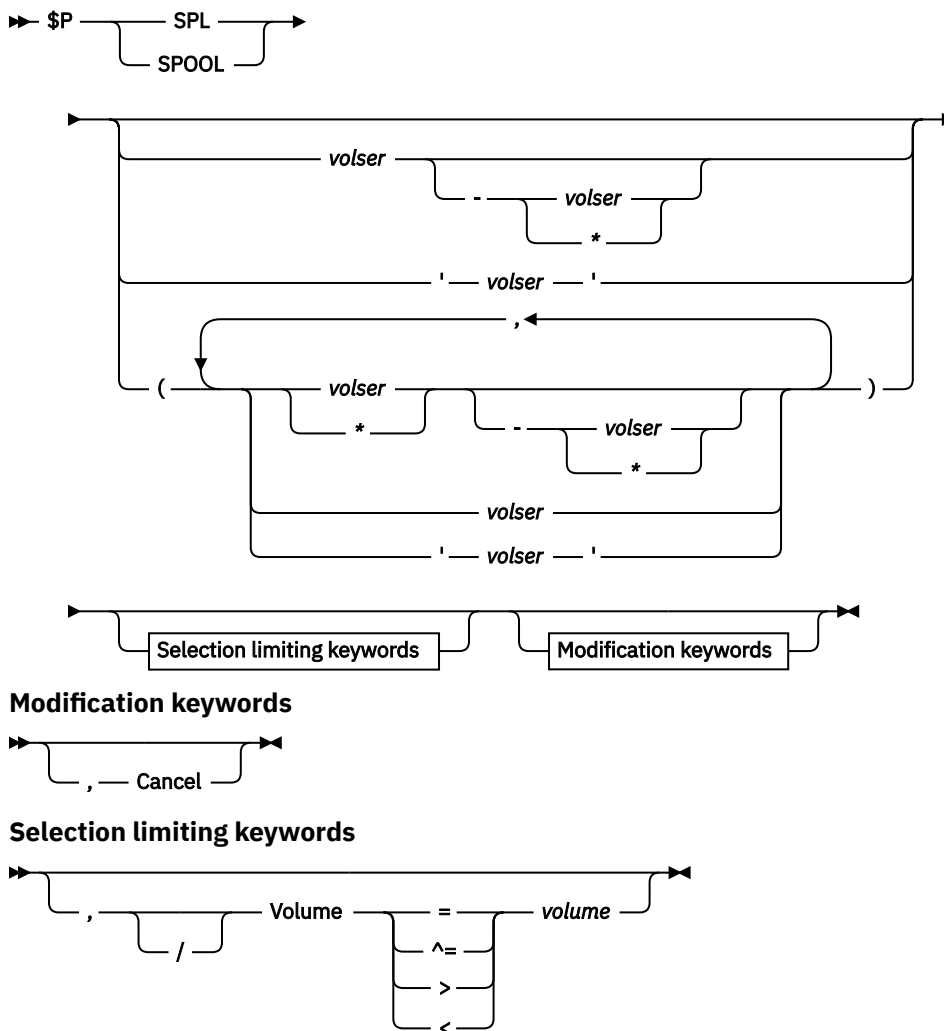 $P SPL
SPOOL
volser
- volser
*
' volser '
,
( volser )
*
- volser
*
volser
' volser '
Selection limiting keywords Modification keywords
Modification keywords
, Cancel
Selection limiting keywords
, Volume = volume
/ ^=
>
<